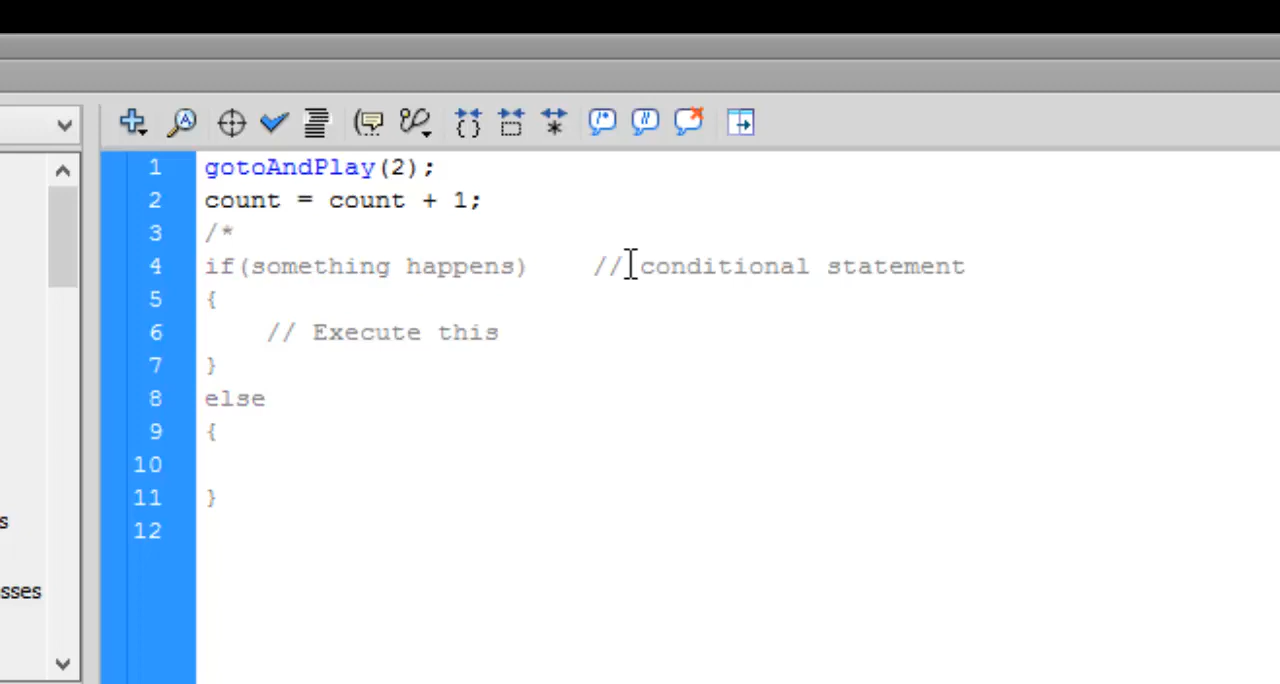 1 gotoAndPlay(2);
2 count = count + 1;
3 /*
4 if(something happens)    // conditional statement
5 {
6     // Execute this
7 }
8 else
9 {
10
11 }
12
s
sses